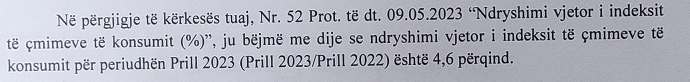 Në përgjigje të kërkesës tuaj, Nr. 52 Prot. të dt. 09.05.2023 “Ndryshimi vjetor i indeksit
të çmimeve të konsumit (%)”, ju bëjmë me dije se ndryshimi vjetor i indeksit të çmimeve të
konsumit për periudhën Prill 2023 (Prill 2023/Prill 2022) është 4,6 përqind.